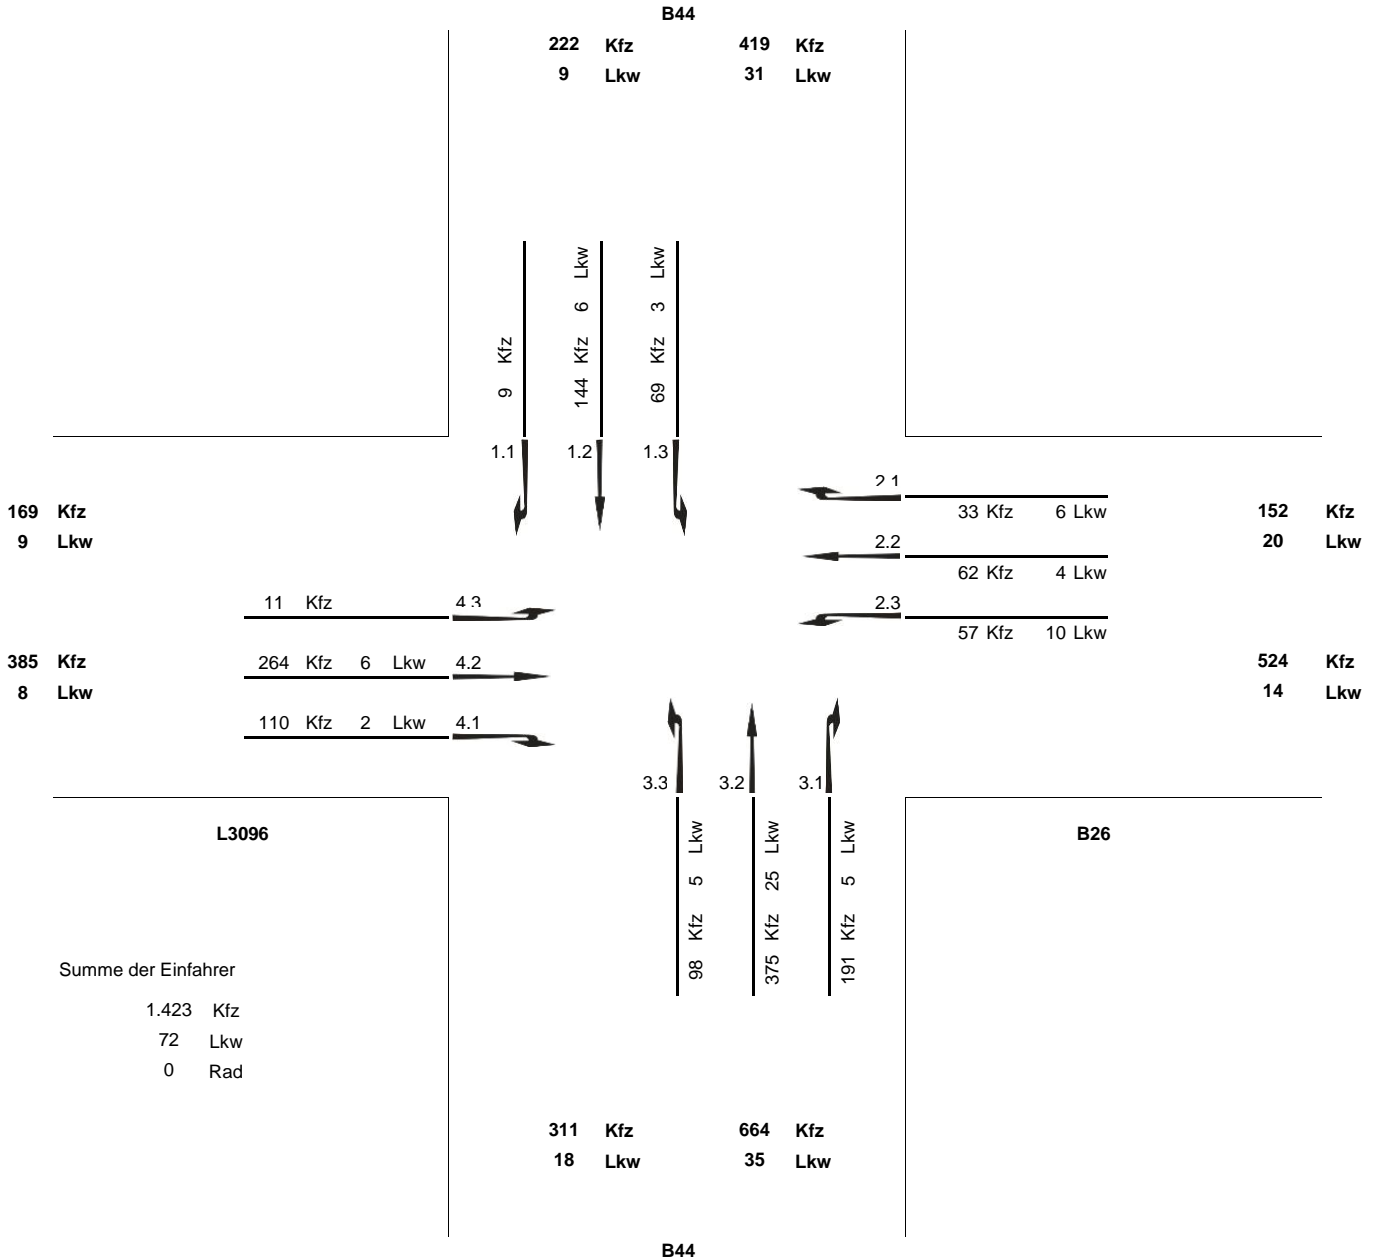 B44
222 Kfz 419 Kfz
9 Lkw 31 Lkw
9 Kfz
144 Kfz 6 Lkw
69 Kfz 3 Lkw
1.1 1.2 1.3
2.1
33 Kfz 6 Lkw
169 Kfz
9 Lkw
152 Kfz
20 Lkw
2.2
62 Kfz 4 Lkw
2.3
57 Kfz 10 Lkw
11 Kfz 4.3
385 Kfz
8 Lkw
264 Kfz 6 Lkw 4.2
110 Kfz 2 Lkw 4.1
524 Kfz
14 Lkw
3.3 3.2 3.1
98 Kfz 5 Lkw
375 Kfz 25 Lkw
191 Kfz 5 Lkw
L3096
B26
Summe der Einfahrer
1.423 Kfz
72 Lkw
0 Rad
311 Kfz 664 Kfz
18 Lkw 35 Lkw
B44